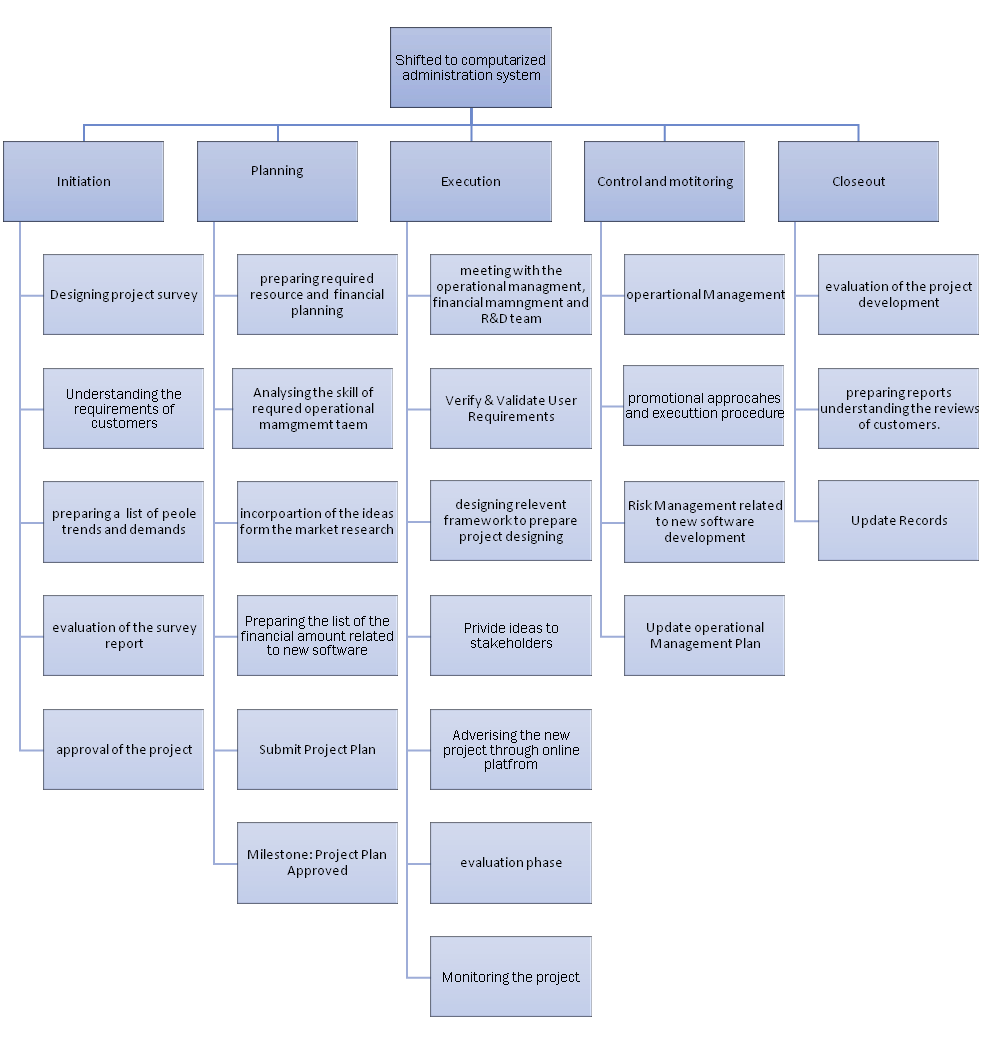 Shifted to computarized
administration system
Initiation
Planning
Execution
Control and motitoring
Closeout
Designing project survey
Understanding the
requirements of
customers
preparing a list of peole
trends and demands
evaluation of the survey
report
approval of the project
preparing required
resource and financial
planning
Analysing the skill of
requred operational
mamgmemt taem
incorpoartion of the ideas
form the market research
Preparing the list of the
financial amount related
to new software
Submit Project Plan
Milestone: Project Plan
Approved
meeting with the
operational managment,
financial mamngment and
R&D team
Verify & Validate User
Requirements
designing relevent
framework to prepare
project designing
Privide ideas to
stakeholders
Adverising the new
project through online
platfrom
evaluation phase
Monitoring the project
operartional Management
promotional approcahes
and executtion procedure
Risk Management related
to new software
development
Update operational
Management Plan
evaluation of the project
development
preparing reports
understanding the reviews
of customers.
Update Records